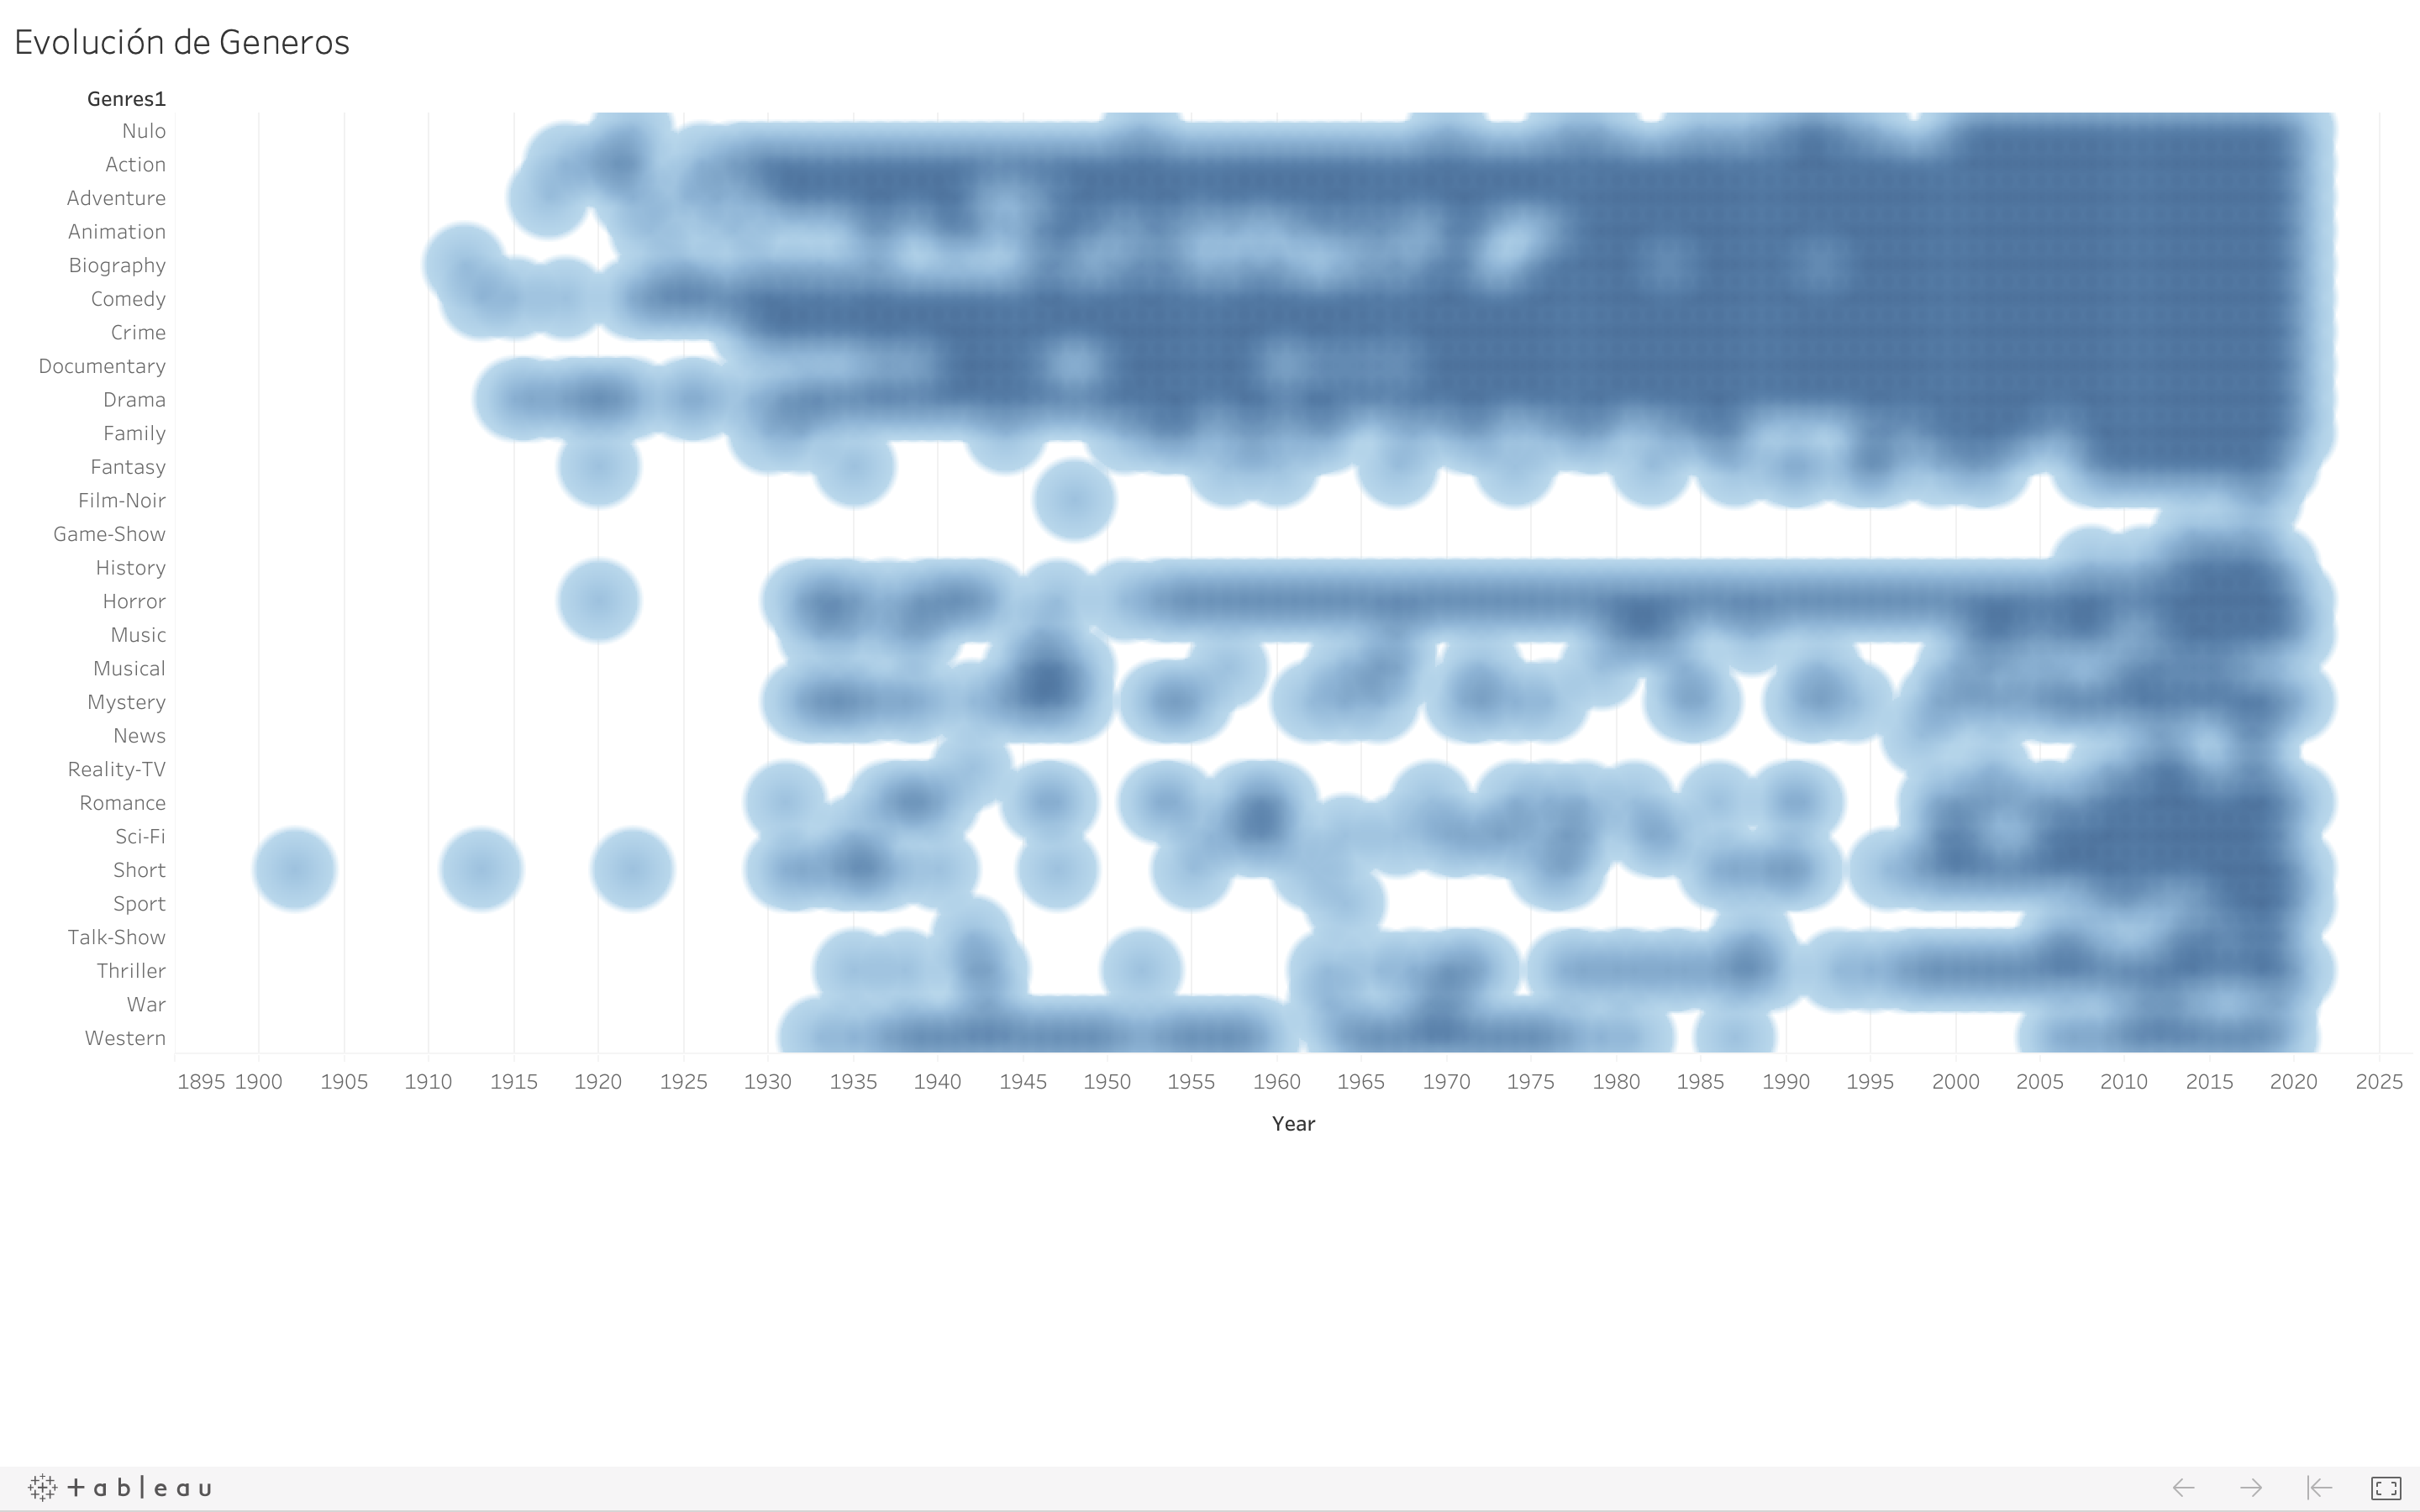 Evolución de Generos
Genres1
Nulo
Action
Adventure
Animation
Biography
Comedy
Crime
Documentary
Drama
Family
Fantasy
Film-Noir
Game-Show
History
Horror
Music
Musical
Mystery
News
Reality-TV
Romance
Sci-Fi
Short
Sport
Talk-Show
Thriller
War
Western
1895 1900 1905 1910 1915 1920 1925 1930 1935 1940 1945 1950 1955 1960 1965 1970 1975 1980 1985 1990 1995 2000 2005 2010 2015 2020 2025
Year
+ableau